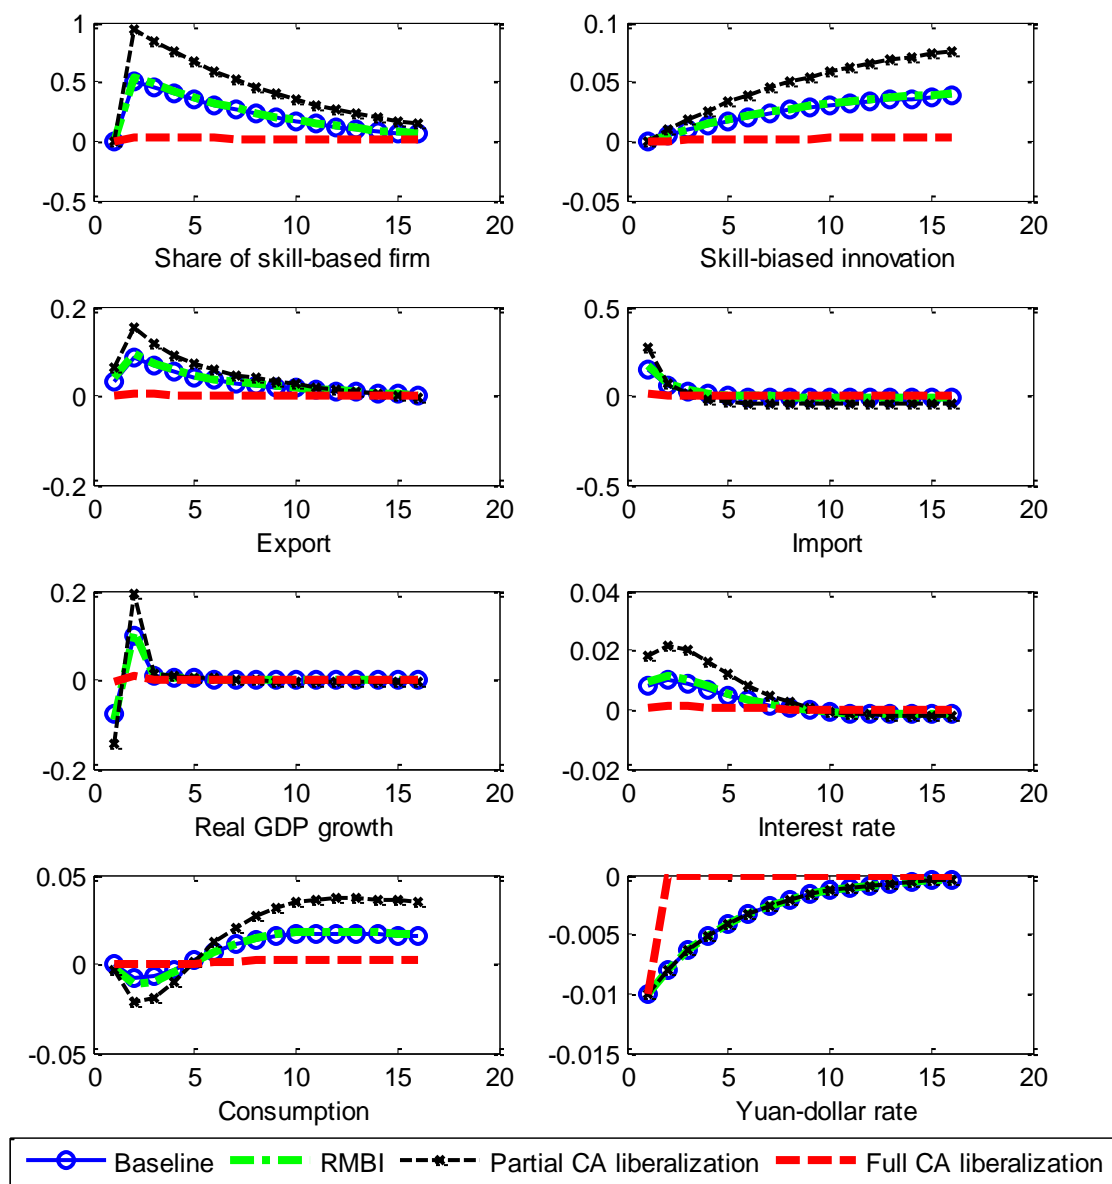 1
0.5
0
-0.5
0 5 10 15 20
Share of skill-based firm
0.1
0.05
0
-0.05
0 5 10 15 20
Skill-biased innovation
0.2
0
-0.2
0 5 10 15 20
Export
0.5
0
-0.5
0 5 10 15 20
Import
0.2
0
-0.2
0 5 10 15 20
Real GDP growth
0.04
0.02
0
-0.02
0 5 10 15 20
Interest rate
0.05
0
-0.05
0 5 10 15 20
Consumption
0
-0.005
-0.01
-0.015
0 5 10 15 20
Yuan-dollar rate
Baseline RMBI Partial CA liberalization Full CA liberalization